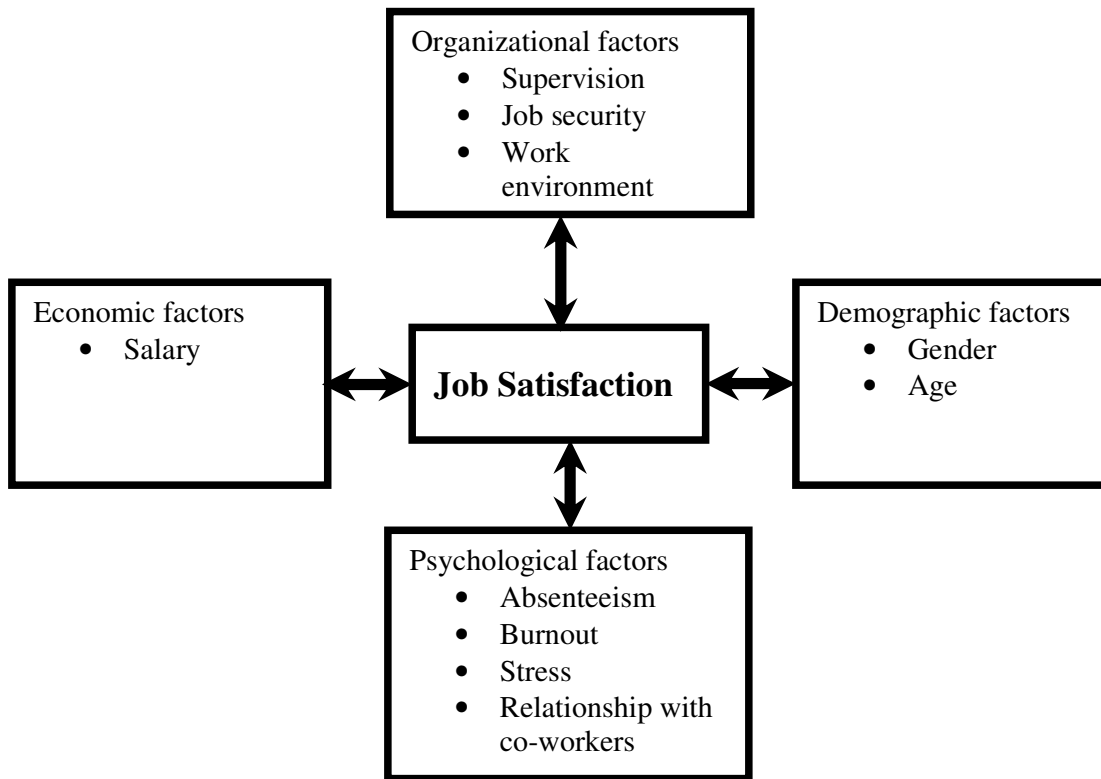 Organizational factors
• Supervision
• Job security
• Work
environment
Economic factors
• Salary
Job Satisfaction
Demographic factors
• Gender
• Age
Psychological factors
• Absenteeism
• Burnout
• Stress
• Relationship with
co-workers